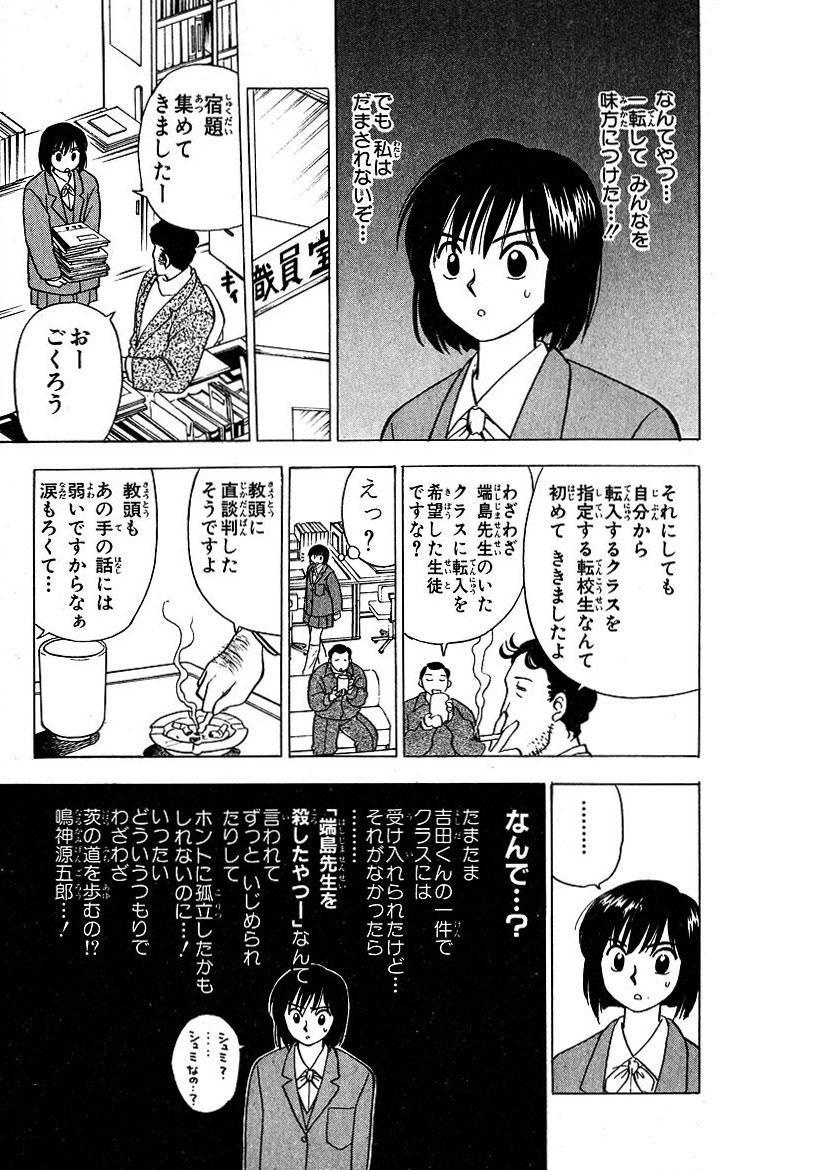 なんてやつ…
一転して みんなを
味方につけた…!!
でも 私は
だまされないぞ…
職員室
キィ
宿題
集めて
きましたー
おー
ごくろう
それにしても
自分から
転入するクラスを
指定する転校生なんて
初めて ききましたよ
わざわざ
端島先生のいた
クラスに転入を
希望した生徒
ですな?
えっ?
教頭に
直談判した
そうですよ
教頭も
あの手の話には
弱いですからなぁ
涙もろくて…
………
なんで…?
たまたま
吉田くんの一件で
クラスには
受け入れられたけど…
それがなかったら
………
「端島先生を
殺したやつー」なんて
言われて
ずっと いじめられ
たりして
ホントに孤立したかも
しれないのに…!
いったい
どういうつもりで
わざわざ
茨の道を歩むの!?
鳴神源五郎…!
シュミ?
……
シュミなの…?